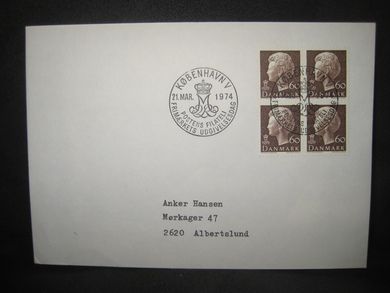 KØBENHAVN V
21. MAR. 1974
POSTENS FILATELI
FRIMÆRKETS UDGIVELSESDAG
60
DANMARK
60
DANMARK
60
DANMARK
60
DANMARK
Anker Hansen
Mørkager 47
2620 Albertslund